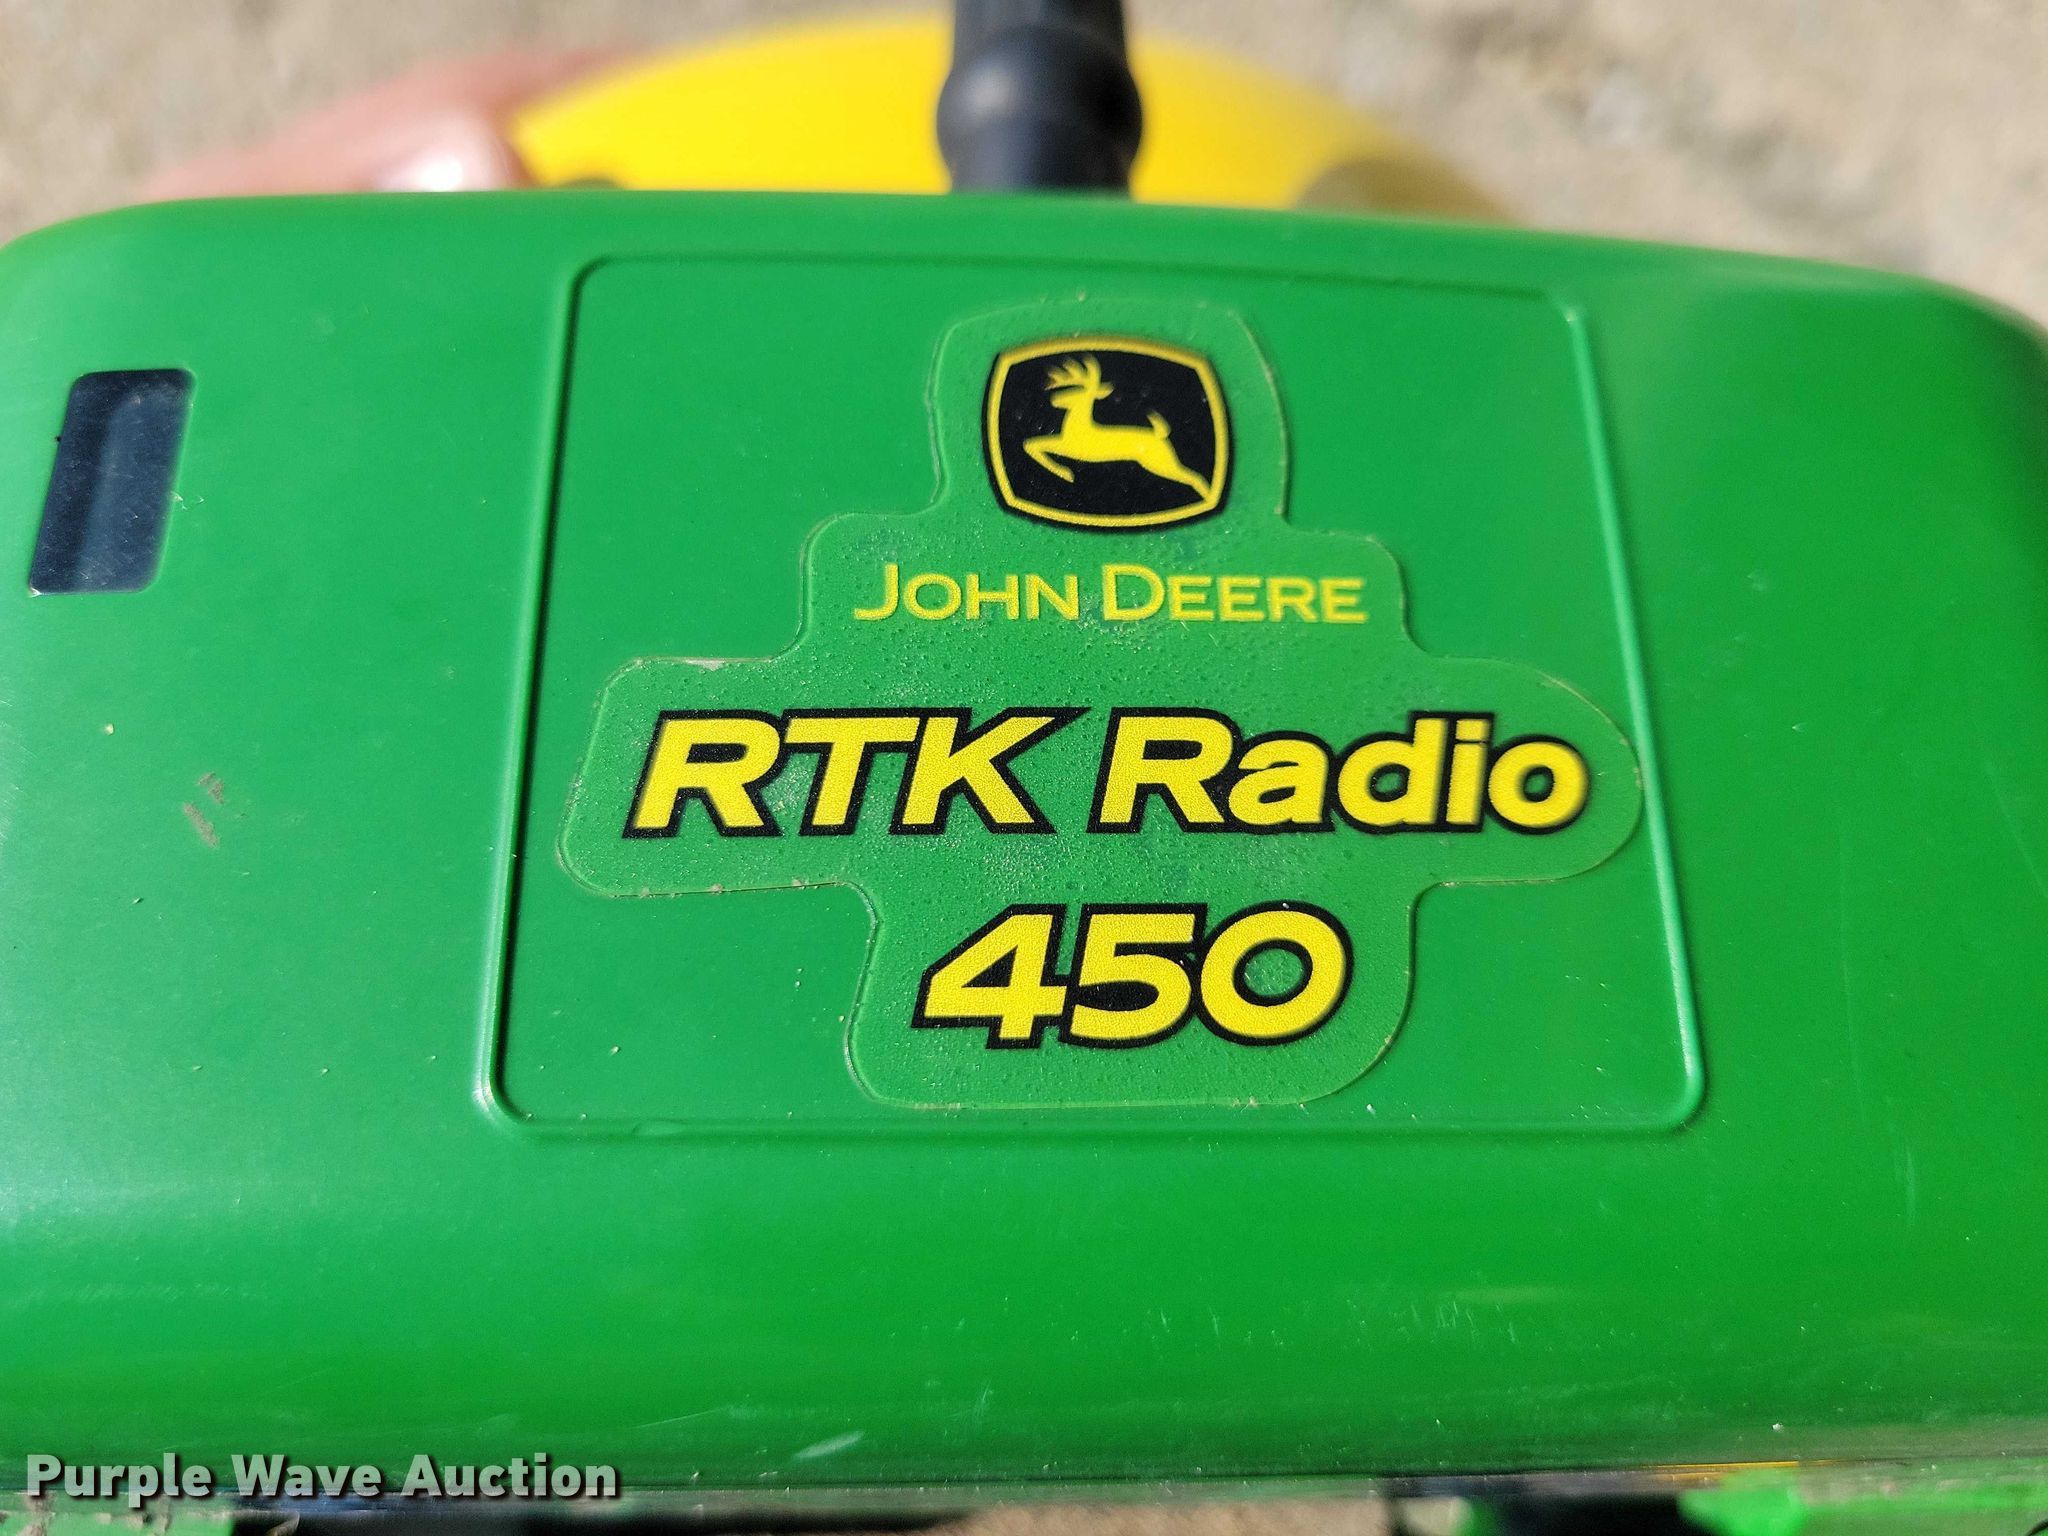 JOHN DEERE
RTK Radio
450
Purple Wave Auction